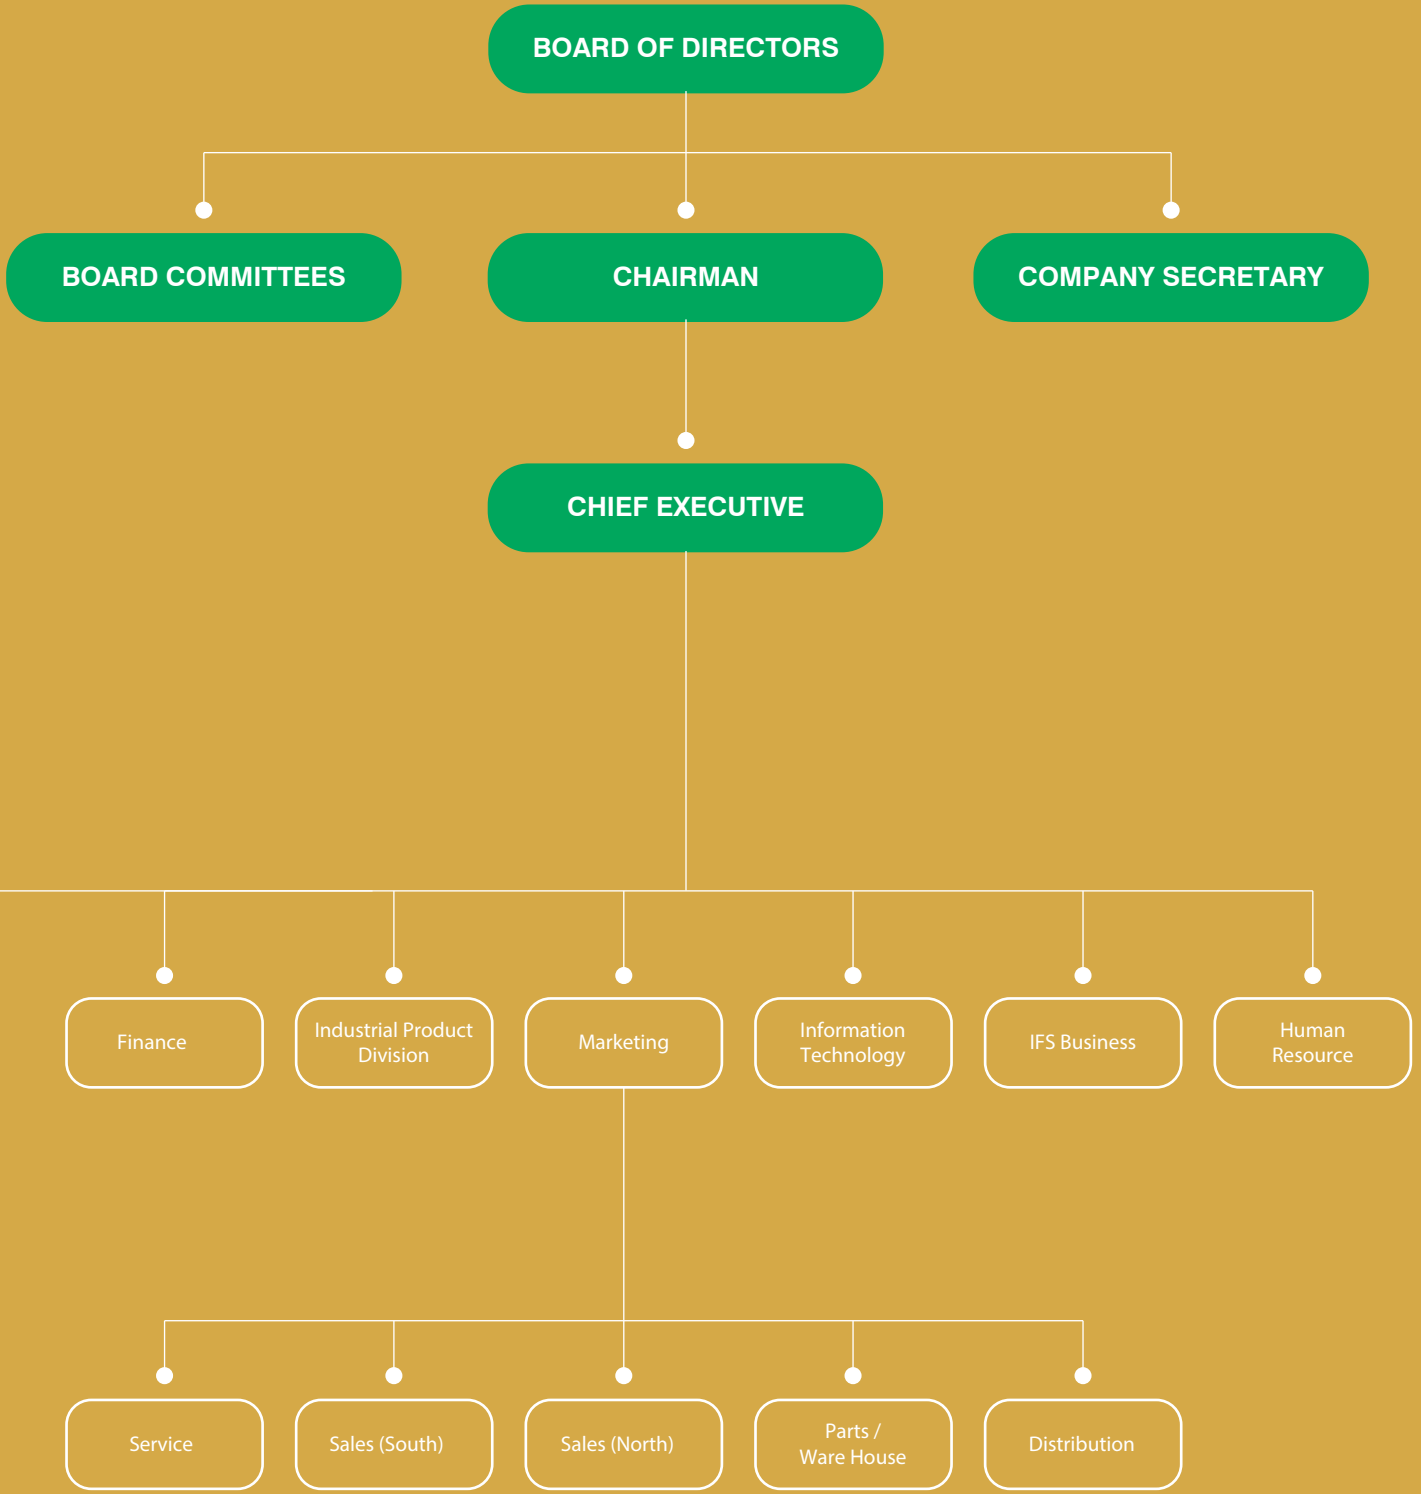 BOARD OF DIRECTORS
BOARD COMMITTEES
CHAIRMAN
COMPANY SECRETARY
CHIEF EXECUTIVE
Finance
Industrial Product
Division
Marketing
Information
Technology
IFS Business
Human
Resource
Service
Sales (South)
Sales (North)
Parts /
Ware House
Distribution